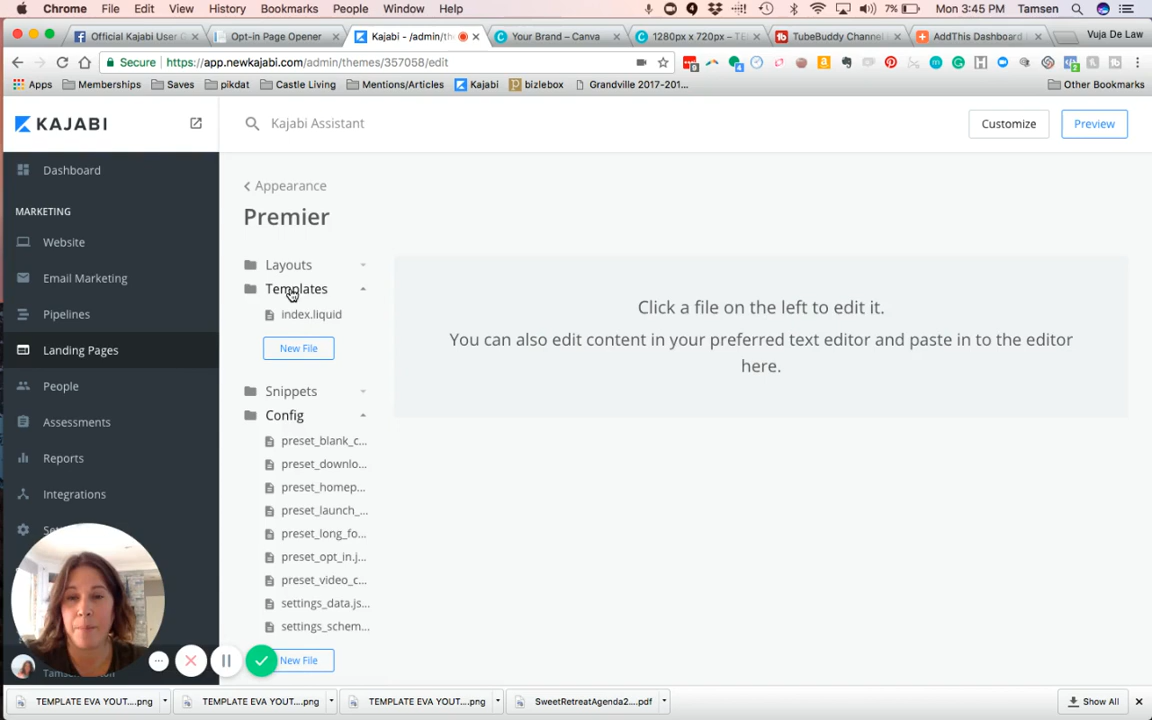 Chrome File Edit View History Bookmarks People Window Help
7% Mon 3:45 PM Tamsen
Official Kajabi User G
Opt-in Page Opener
Kajabi - /admin/th
Your Brand – Canva
1280px x 720px – TE
TubeBuddy Channel
AddThis Dashboard
Vuja De Law
Secure https://app.newkajabi.com/admin/themes/357058/edit
Apps Memberships Saves pikdat Castle Living Mentions/Articles Kajabi bizlebox Grandville 2017-201... Other Bookmarks
KAJABI
Kajabi Assistant
Customize
Preview
Dashboard
MARKETING
Website
Email Marketing
Pipelines
Landing Pages
People
Assessments
Reports
Integrations
Appearance
Premier
Layouts
Templates
index.liquid
New File
Snippets
Config
preset_blank_c...
preset_downlo...
preset_homep...
preset_launch_...
preset_long_fo...
preset_opt_in.j...
preset_video_c...
settings_data.js...
settings_schem...
New File
Click a file on the left to edit it.
You can also edit content in your preferred text editor and paste in to the editor
here.
TEMPLATE EVA YOUT....png
TEMPLATE EVA YOUT....png
TEMPLATE EVA YOUT....png
SweetRetreatAgenda2....pdf
Show All